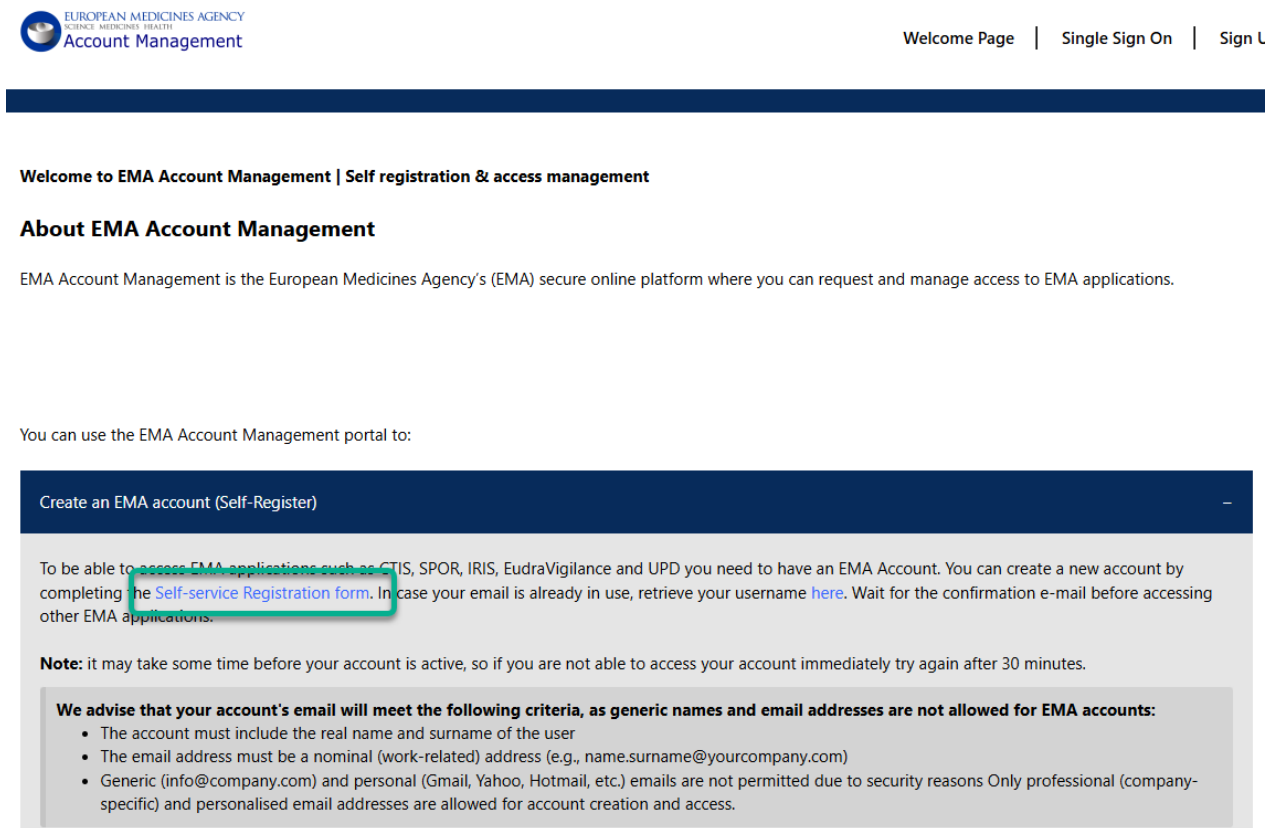 EUROPEAN MEDICINES AGENCY
SCIENCE MEDICINES HEALTH
Account Management
Welcome Page | Single Sign On | Sign U
Welcome to EMA Account Management | Self registration & access management
About EMA Account Management
EMA Account Management is the European Medicines Agency's (EMA) secure online platform where you can request and manage access to EMA applications.
You can use the EMA Account Management portal to:
Create an EMA account (Self-Register) –
To be able to access EMA applications such as CTIS, SPOR, IRIS, EudraVigilance and UPD you need to have an EMA Account. You can create a new account by
completing the Self-service Registration form. In case your email is already in use, retrieve your username here. Wait for the confirmation e-mail before accessing
other EMA applications.
Note: it may take some time before your account is active, so if you are not able to access your account immediately try again after 30 minutes.
We advise that your account's email will meet the following criteria, as generic names and email addresses are not allowed for EMA accounts:
• The account must include the real name and surname of the user
• The email address must be a nominal (work-related) address (e.g., name.surname@yourcompany.com)
• Generic (info@company.com) and personal (Gmail, Yahoo, Hotmail, etc.) emails are not permitted due to security reasons Only professional (company-
specific) and personalised email addresses are allowed for account creation and access.